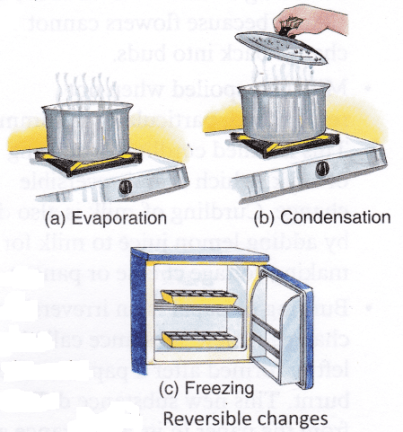 (a) Evaporation
(b) Condensation
(c) Freezing
Reversible changes